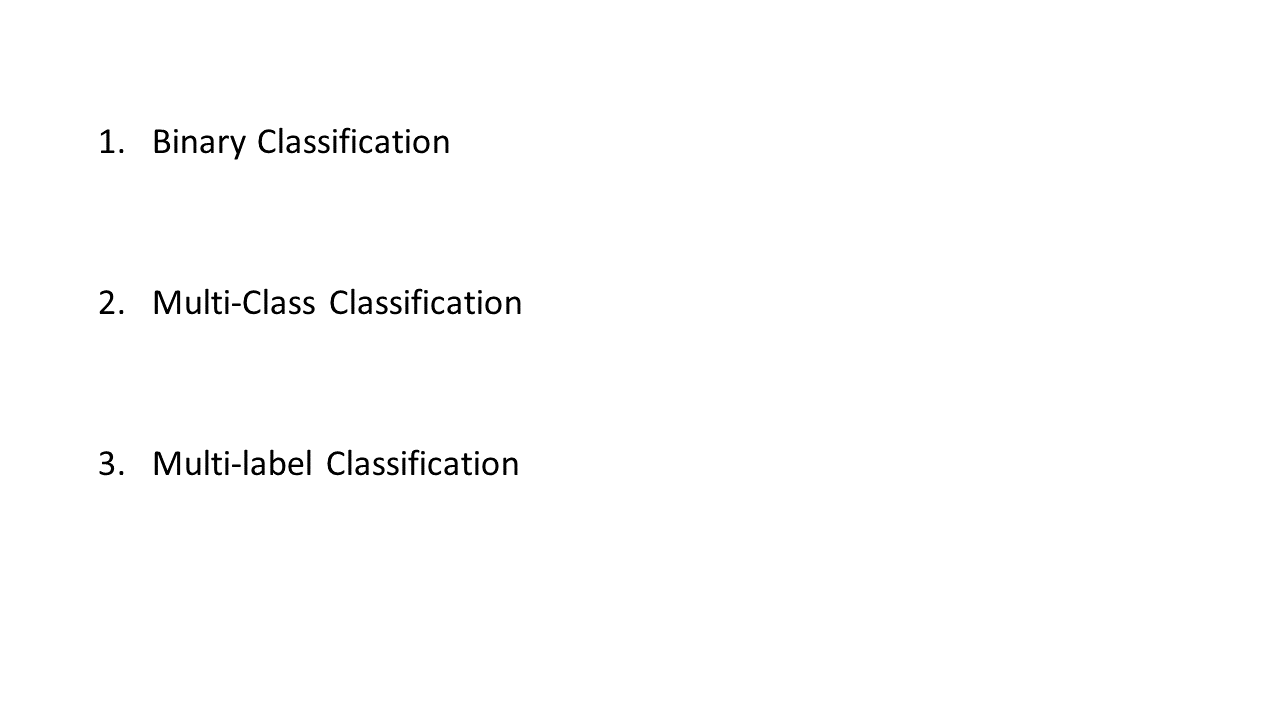 1. Binary Classification
2. Multi-Class Classification
3. Multi-label Classification